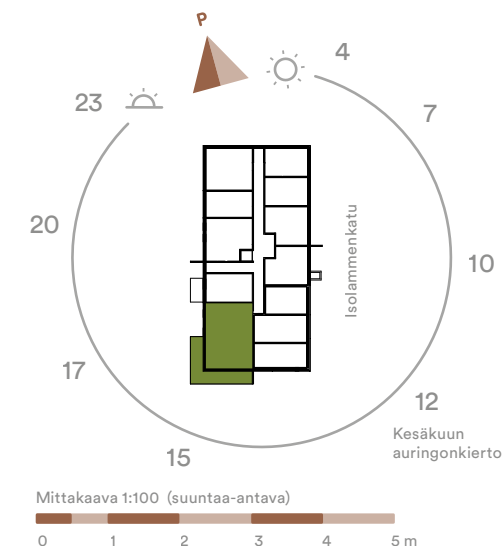 P
4
23
7
20
Isolammenkatu
10
17
12
Kesäkuun
auringonkierto
15
Mittakaava 1:100 (suuntaa-antava)
0 1 2 3 4 5 m